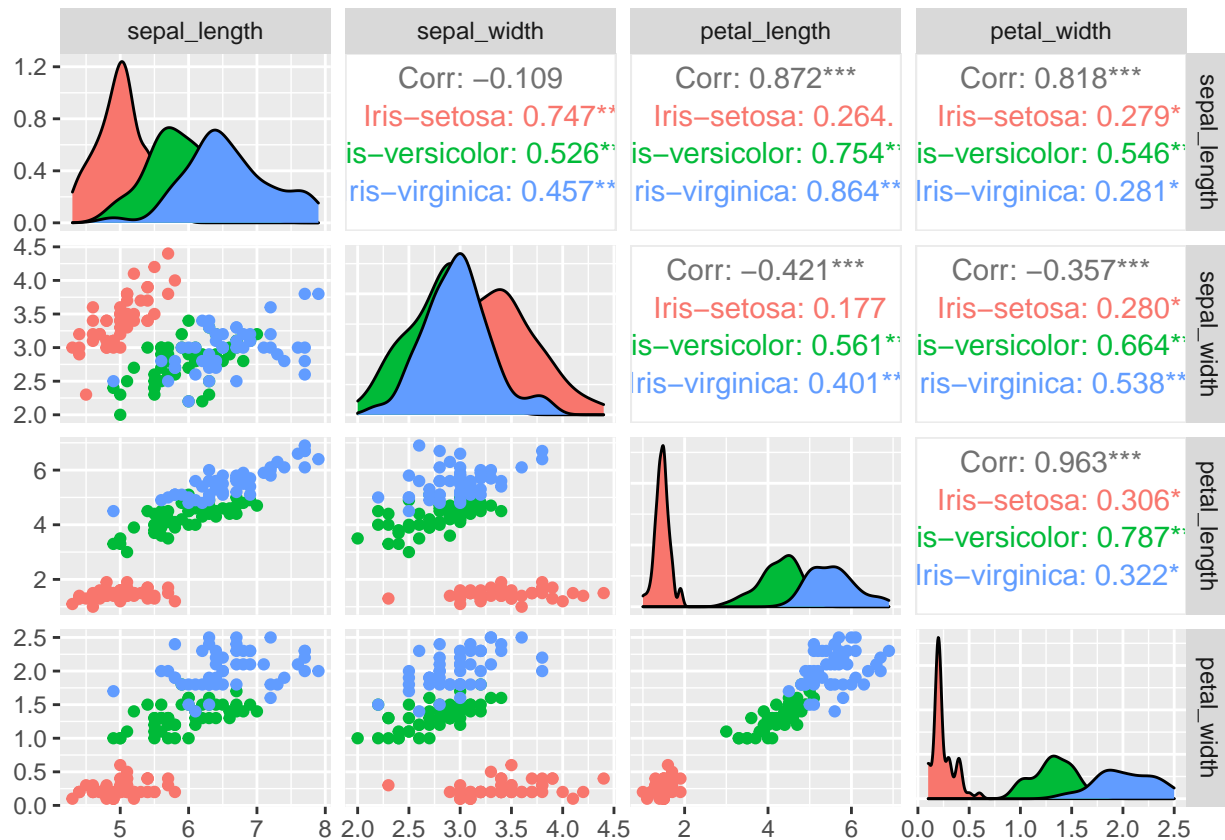 sepal_length sepal_width petal_length petal_width
1.2
0.8
0.4
0.0
Corr: −0.109
Iris−setosa: 0.747**
is−versicolor: 0.526**
ris−virginica: 0.457**
Corr: 0.872***
Iris−setosa: 0.264.
is−versicolor: 0.754**
ris−virginica: 0.864**
Corr: 0.818***
Iris−setosa: 0.279*
is−versicolor: 0.546**
Iris−virginica: 0.281*
sepal_length
4.5
4.0
3.5
3.0
2.5
2.0
Corr: −0.421***
Iris−setosa: 0.177
is−versicolor: 0.561**
Iris−virginica: 0.401**
Corr: −0.357***
Iris−setosa: 0.280*
is−versicolor: 0.664**
ris−virginica: 0.538**
sepal_width
6
4
2
Corr: 0.963***
Iris−setosa: 0.306*
is−versicolor: 0.787**
Iris−virginica: 0.322*
petal_length
2.5
2.0
1.5
1.0
0.5
0.0
petal_width
5 6 7 8 2.0 2.5 3.0 3.5 4.0 4.5 2 4 6 0.0 0.5 1.0 1.5 2.0 2.5